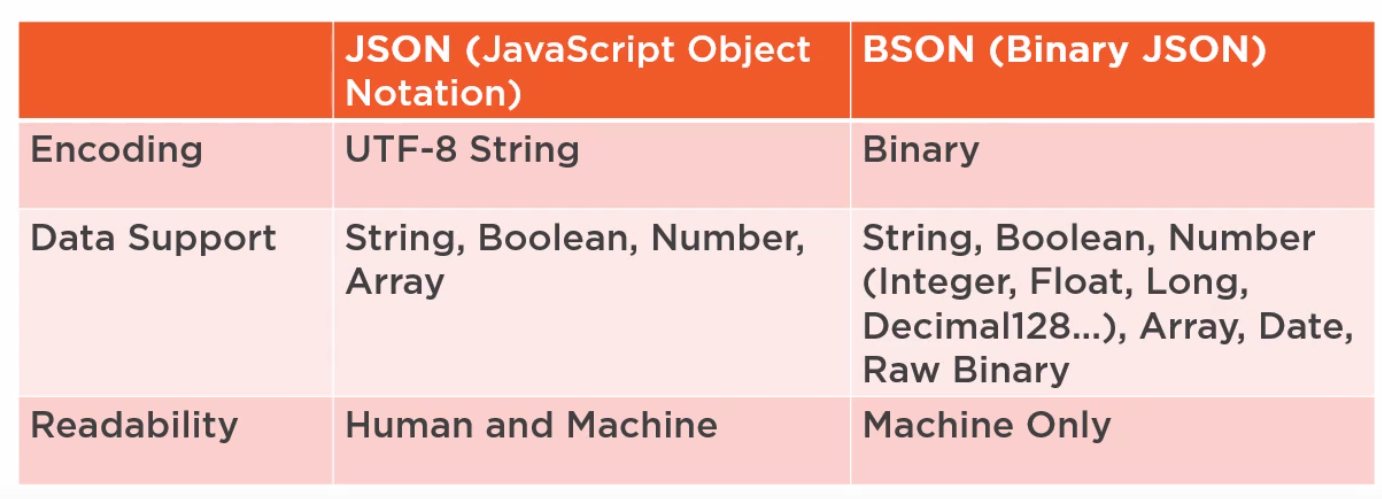 JSON (JavaScript Object
Notation)
BSON (Binary JSON)
Encoding
UTF-8 String
Binary
Data Support
String, Boolean, Number,
Array
String, Boolean, Number
(Integer, Float, Long,
Decimal128...), Array, Date,
Raw Binary
Readability
Human and Machine
Machine Only